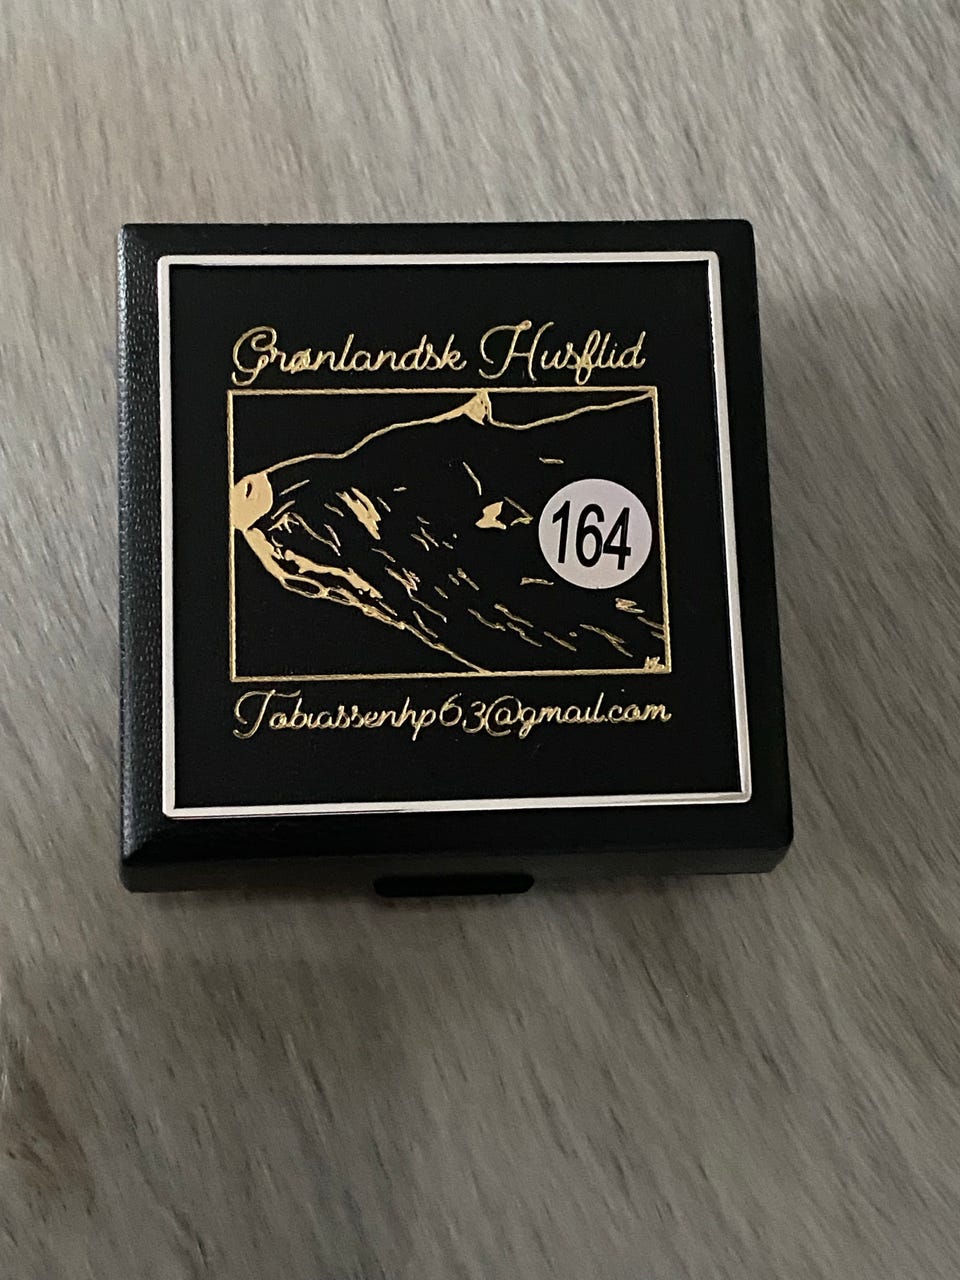 Grønlandsk Husflid
164
Tobiassenhp63@gmail.com